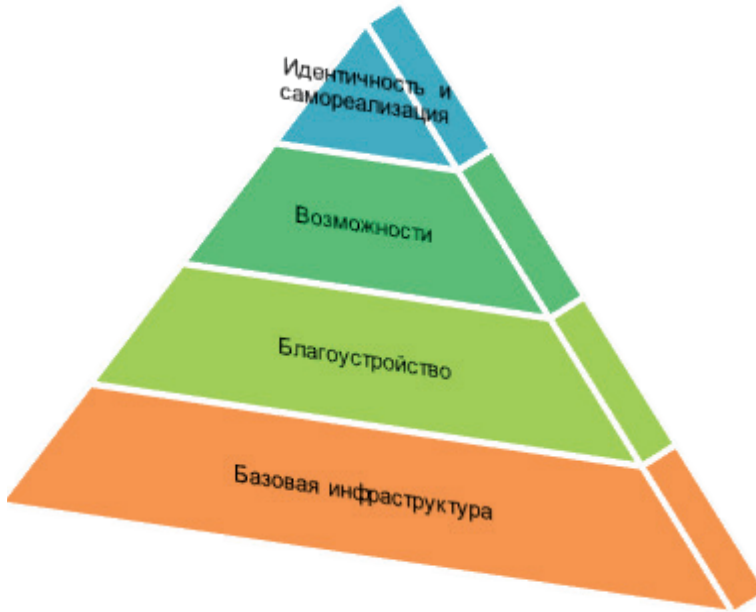 Идентичность и
самореализация
Возможности
Благоустройство
Базовая инфраструктура